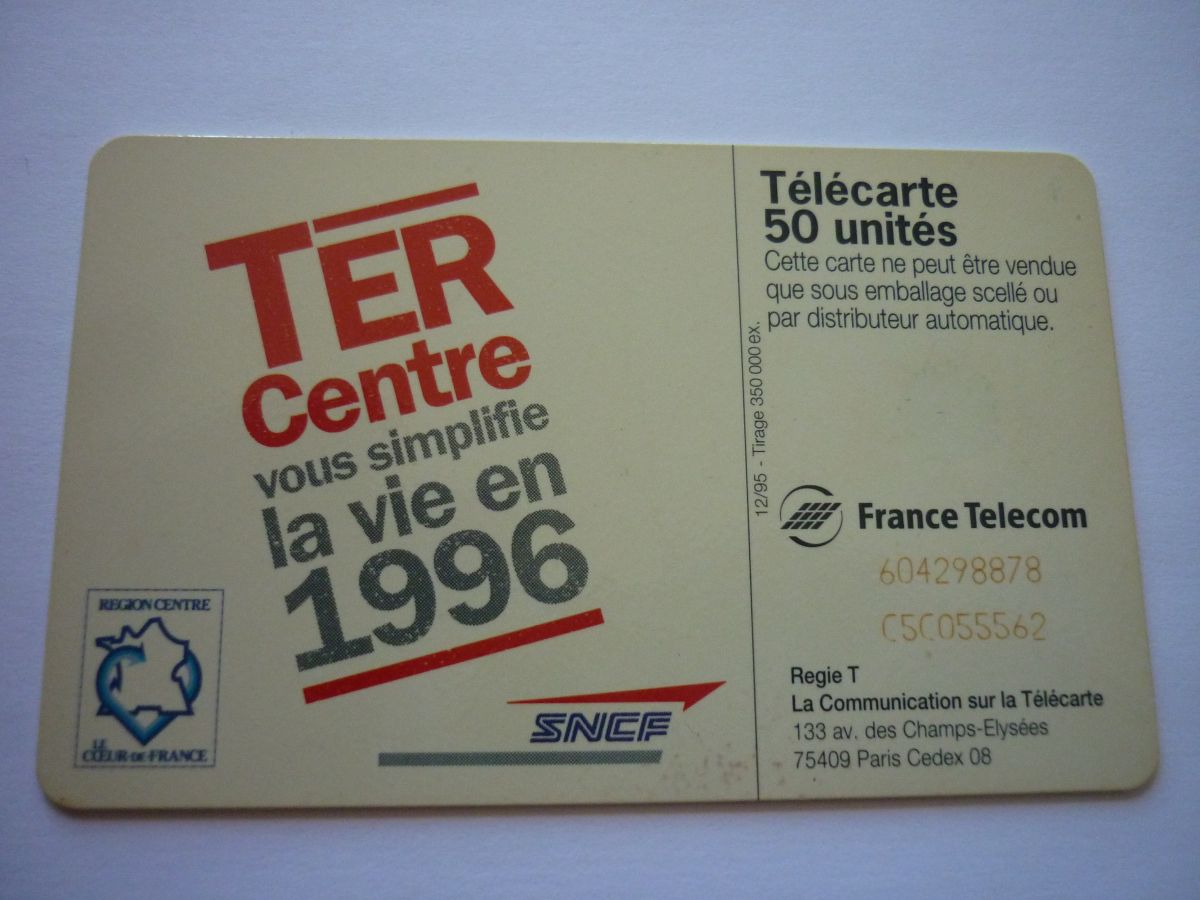 TER
Centre
vous simplifie
la vie en
1996
REGION CENTRE
LE
CŒUR-DE-FRANCE
SNCF
12/95 - Tirage 350 000 ex.
Télécarte
50 unités
Cette carte ne peut être vendue
que sous emballage scellé ou
par distributeur automatique.
France Telecom
604298878
C5C055562
Regie T
La Communication sur la Télécarte
133 av. des Champs-Elysées
75409 Paris Cedex 08